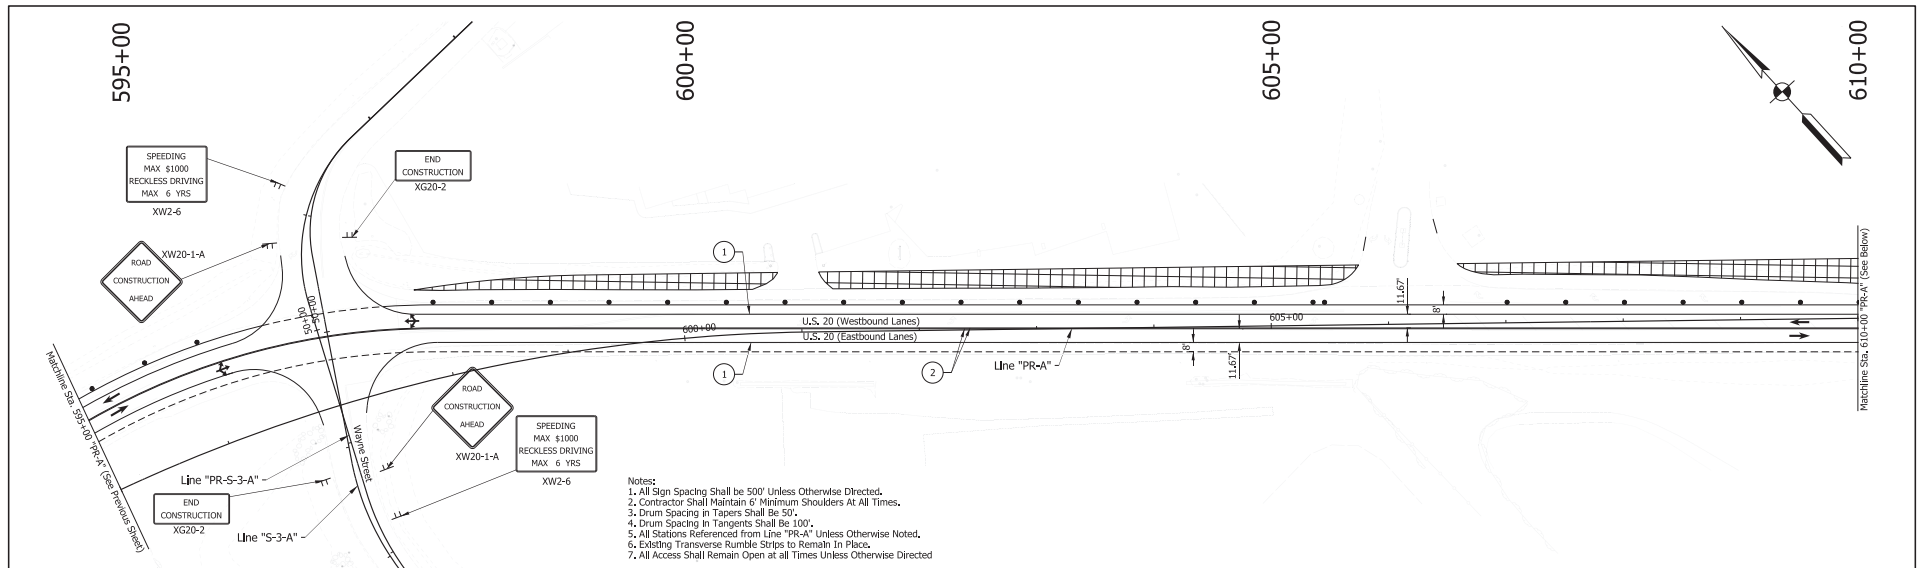 595+00
600+00
605+00
610+00
SPEEDING
MAX $1000
RECKLESS DRIVING
MAX 6 YRS
XW2-6
END
CONSTRUCTION
XG20-2
XW20-1-A
ROAD
CONSTRUCTION
AHEAD
1
50+00
50+00
600+00
U.S. 20 (Westbound Lanes)
U.S. 20 (Eastbound Lanes)
605+00
11.67'
8'
8'
11.67'
1
2
Line "PR-A"
Matchline Sta. 610+00 "PR-A" (See Below)
Matchline Sta. 595+00 "PR-A" (See Previous Sheet)
ROAD
CONSTRUCTION
AHEAD
XW20-1-A
SPEEDING
MAX $1000
RECKLESS DRIVING
MAX 6 YRS
XW2-6
Wayne Street
Line "PR-S-3-A"
END
CONSTRUCTION
XG20-2
Line "S-3-A"
Notes:
1. All Sign Spacing Shall be 500' Unless Otherwise Directed.
2. Contractor Shall Maintain 6' Minimum Shoulders At All Times.
3. Drum Spacing in Tapers Shall Be 50'.
4. Drum Spacing In Tangents Shall Be 100'.
5. All Stations Referenced from Line "PR-A" Unless Otherwise Noted.
6. Existing Transverse Rumble Strips to Remain In Place.
7. All Access Shall Remain Open at all Times Unless Otherwise Directed